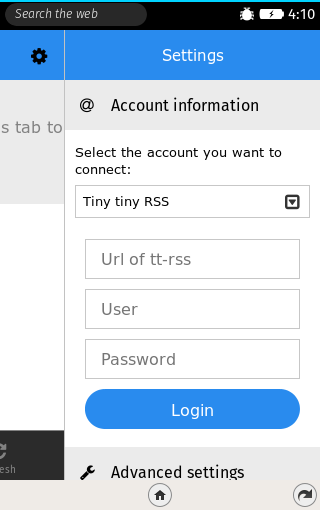 Search the web
4:10
Settings
s tab to
@ Account information
Select the account you want to
connect:
Tiny tiny RSS
Url of tt-rss
User
Password
Login
esh
Advanced settings